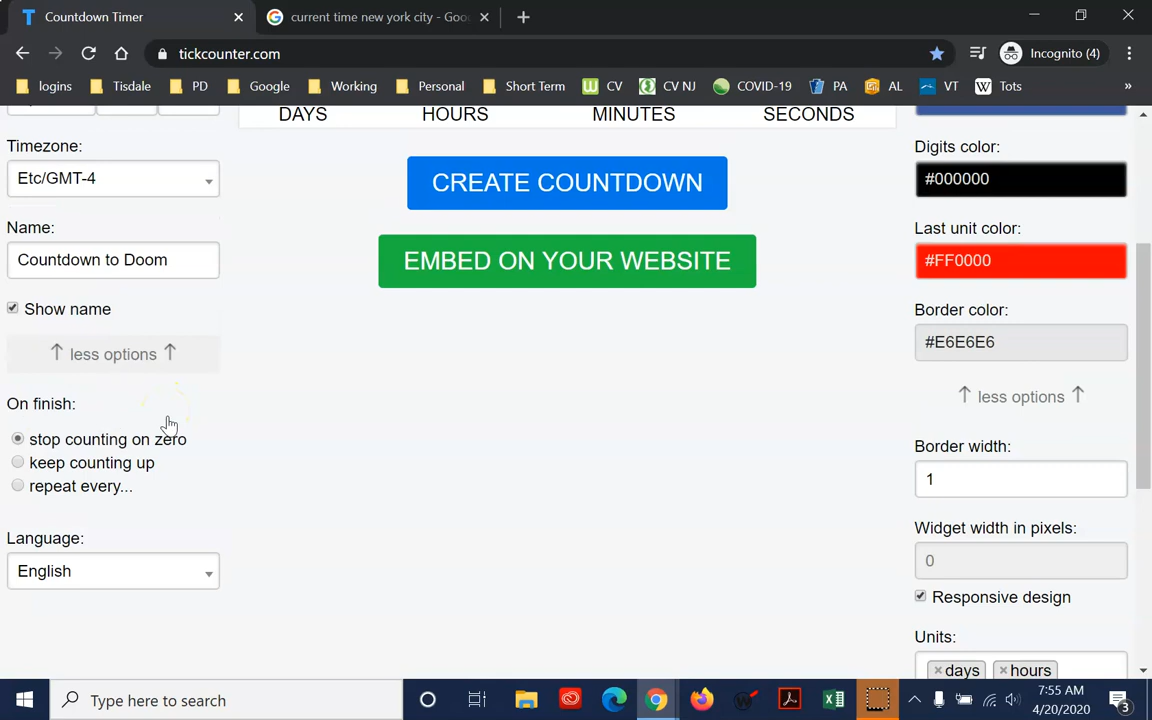 Countdown Timer
current time new york city - Goo
tickcounter.com
Incognito (4)
logins
Tisdale
PD
Google
Working
Personal
Short Term
CV
CV NJ
COVID-19
PA
AL
VT
Tots
»
DAYS HOURS MINUTES SECONDS
Timezone:
Etc/GMT-4
Name:
Countdown to Doom
Show name
↑ less options ↑
On finish:
stop counting on zero
keep counting up
repeat every...
Language:
English
CREATE COUNTDOWN
EMBED ON YOUR WEBSITE
Digits color:
#000000
Last unit color:
#FF0000
Border color:
#E6E6E6
↑ less options ↑
Border width:
1
Widget width in pixels:
0
Responsive design
Units:
× days × hours
Type here to search
7:55 AM
4/20/2020
3